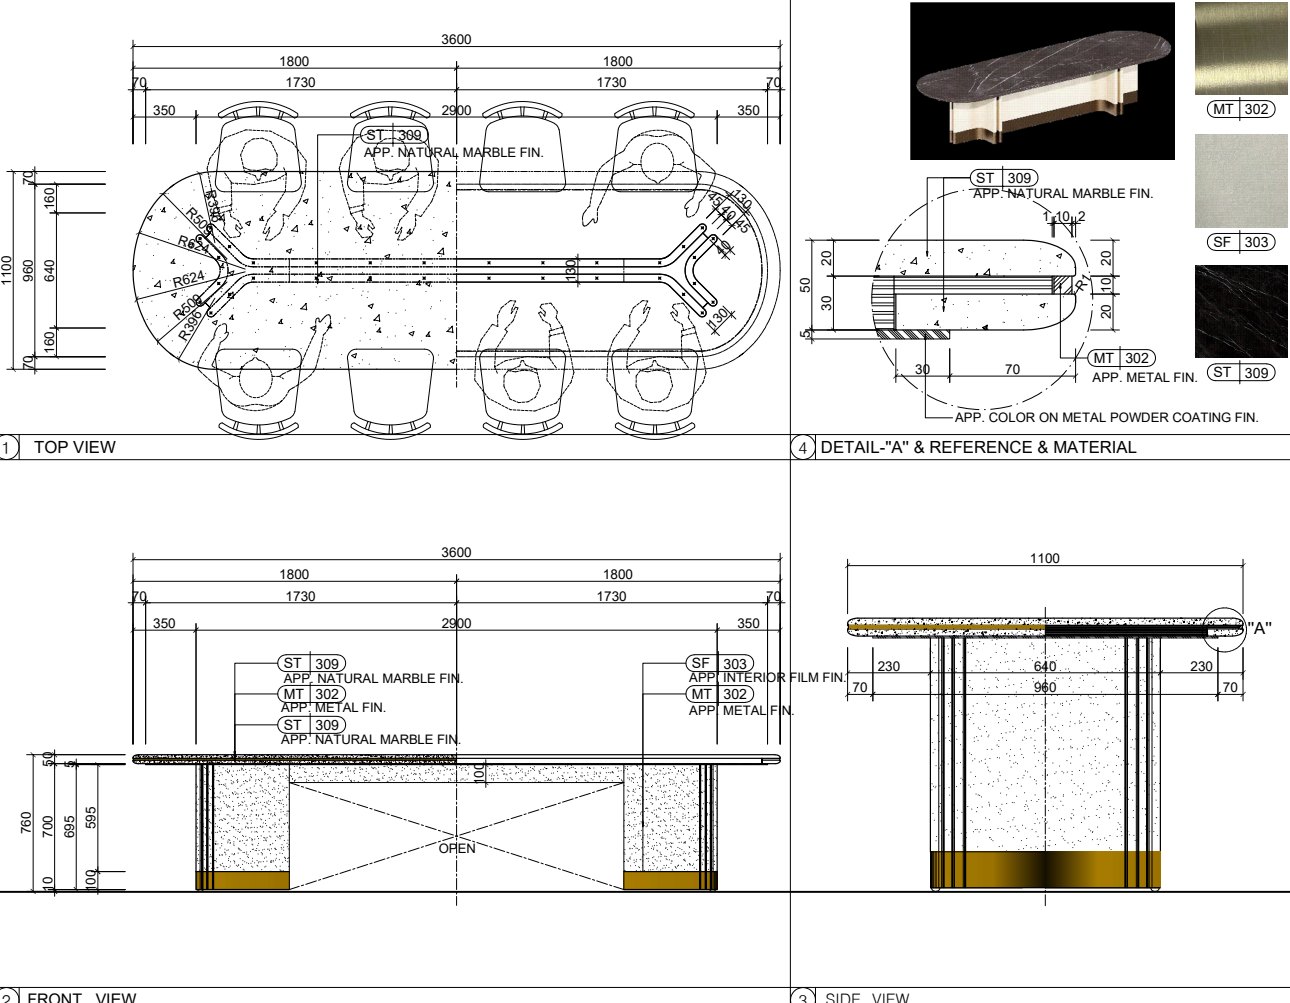 3600
1800 1800
70 1730 1730 70
350 2900 350
ST 309
APP. NATURAL MARBLE FIN.
1100
70
160
960 640
160
70
R396
R509
R624
R624
R509
R396
45 40 45
130
40
130
130
1 TOP VIEW
MT 302
SF 303
ST 309
ST 309
APP. NATURAL MARBLE FIN.
1 10 2
50
20
30
5
20
10
20
R1
30 70
MT 302
APP. METAL FIN.
APP. COLOR ON METAL POWDER COATING FIN.
4 DETAIL-"A" & REFERENCE & MATERIAL
3600
1800 1800
70 1730 1730 70
350 2900 350
ST 309
APP. NATURAL MARBLE FIN.
MT 302
APP. METAL FIN.
ST 309
APP. NATURAL MARBLE FIN.
SF 303
APP. INTERIOR FILM FIN.
MT 302
APP. METAL FIN.
50
5
760
700
695
595
10
100
100
OPEN
2 FRONT VIEW
1100
"A"
230 640 230
70 960 70
3 SIDE VIEW